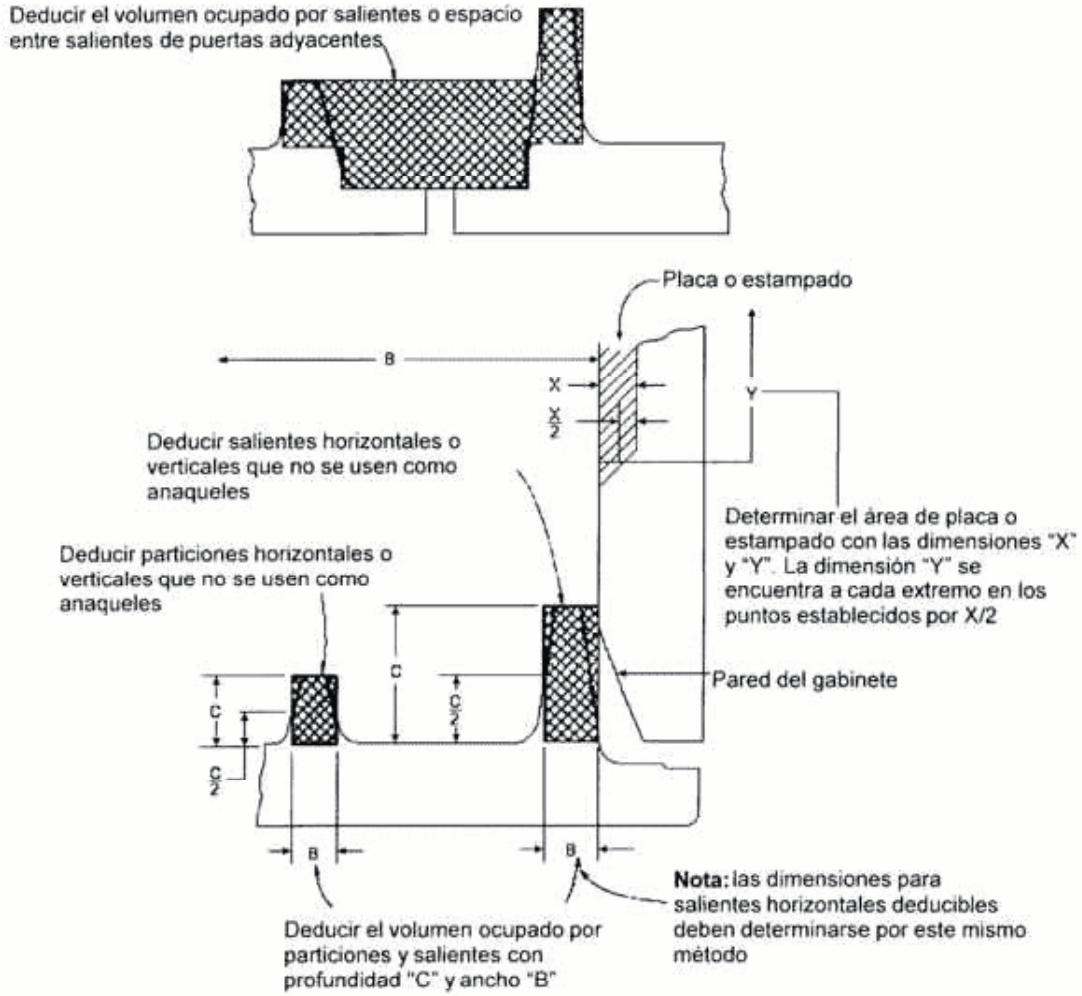 Deducir el volumen ocupado por salientes o espacio
entre salientes de puertas adyacentes
Placa o estampado
B
X
X/2
Y
Deducir salientes horizontales o
verticales que no se usen como
anaqueles
Determinar el área de placa o
estampado con las dimensiones "X"
y "Y". La dimensión "Y" se
encuentra a cada extremo en los
puntos establecidos por X/2
Deducir particiones horizontales o
verticales que no se usen como
anaqueles
Pared del gabinete
C
C/2
C
C/2
B
B
Nota: las dimensiones para
salientes horizontales deducibles
deben determinarse por este mismo
método
Deducir el volumen ocupado por
particiones y salientes con
profundidad "C" y ancho "B"